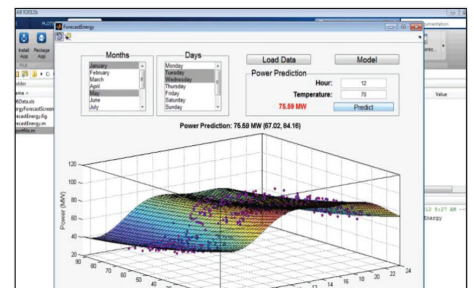 ForecastEnergy
Install App
Package App
Months
January
February
March
April
May
June
July
Days
Monday
Tuesday
Wednesday
Thursday
Friday
Saturday
Sunday
Load Data
Model
Power Prediction
Hour: 12
Temperature: 70
75.59 MW
Predict
Value
Power Prediction: 75.59 MW (67.02, 84.16)
Power (MW)
120
100
80
60
40
20
90
80
70
60
50
40
30
24
22
20
18
16
14
12
10